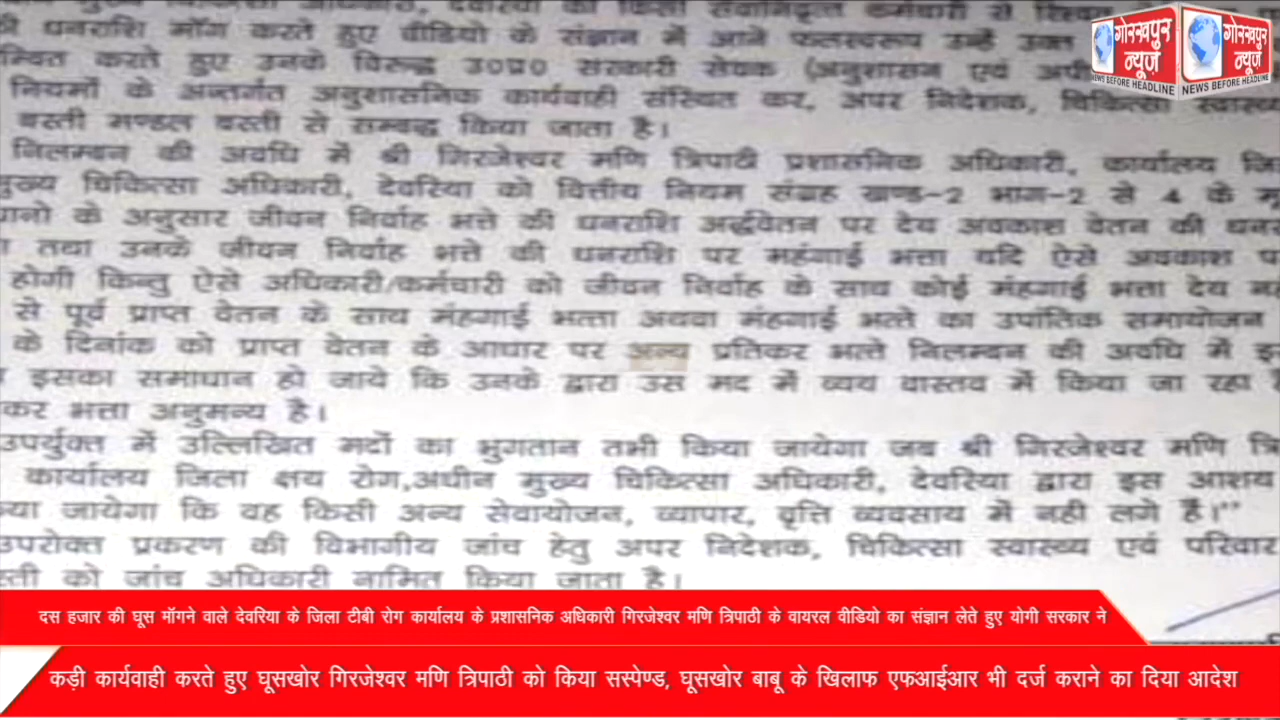 की धनराशि मॉग करते हुए वीडियो के संज्ञान में आने फलस्वरूप उन्हें उक्त
म्बित करते हुए उनके विरुद्ध उ०प्र० सरकारी सेवक (अनुशासन एवं
नियमों के अन्तर्गत अनुशासनिक कार्यवाही संस्थित कर, अपर निदेशक, चिकित्सा स्वास्थ्य
बस्ती मण्डल बस्ती से सम्बद्ध किया जाता है।
निलम्बन की अवधि में श्री गिरजेश्वर मणि त्रिपाठी प्रशासनिक अधिकारी, कार्यालय जि
मुख्य चिकित्सा अधिकारी, देवरिया को वित्तीय नियम संग्रह खण्ड-2 भाग-2 से 4 के मू
के अनुसार जीवन निर्वाह भत्ते की धनराशि अर्द्धवेतन पर देय अवकाश वेतन की धनर
तथा उनके जीवन निर्वाह भत्ते की धनराशि पर महंगाई भत्ता यदि ऐसे अवकाश प
होगी किन्तु ऐसे अधिकारी/कर्मचारी को जीवन निर्वाह के साथ कोई मंहगाई भत्ता देय नह
से पूर्व प्राप्त वेतन के साथ मंहगाई भत्ता अथवा मंहगाई भत्ते का उपांतिक समायोजन
के दिनांक को प्राप्त वेतन के आधार पर अन्य प्रतिकर भत्ते निलम्बन की अवधि में इ
इसका समाधान हो जाये कि उनके द्वारा उस मद में व्यय वास्तव में किया जा रहा है
कर भत्ता अनुमन्य है।
उपर्युक्त में उल्लिखित मदों का भुगतान तभी किया जायेगा जब श्री गिरजेश्वर मणि त्रि
कार्यालय जिला क्षय रोग,अधीन मुख्य चिकित्सा अधिकारी, देवरिया द्वारा इस आशय
जायेगा कि वह किसी अन्य सेवायोजन, व्यापार, वृत्ति व्यवसाय में नही लगे है।"
उपरोक्त प्रकरण की विभागीय जांच हेतु अपर निदेशक, चिकित्सा स्वास्थ्य एवं परिवार
स्ती को जांच अधिकारी नामित किया जाता है।
गोरखपुर न्यूज़
NEWS BEFORE HEADLINE
गोरखपुर न्यूज़
NEWS BEFORE HEADLINE
दस हजार की घूस मॉगने वाले देवरिया के जिला टीबी रोग कार्यालय के प्रशासनिक अधिकारी गिरजेश्वर मणि त्रिपाठी के वायरल वीडियो का संज्ञान लेते हुए योगी सरकार ने
कड़ी कार्यवाही करते हुए घूसखोर गिरजेश्वर मणि त्रिपाठी को किया सस्पेण्ड, घूसखोर बाबू के खिलाफ एफआईआर भी दर्ज कराने का दिया आदेश